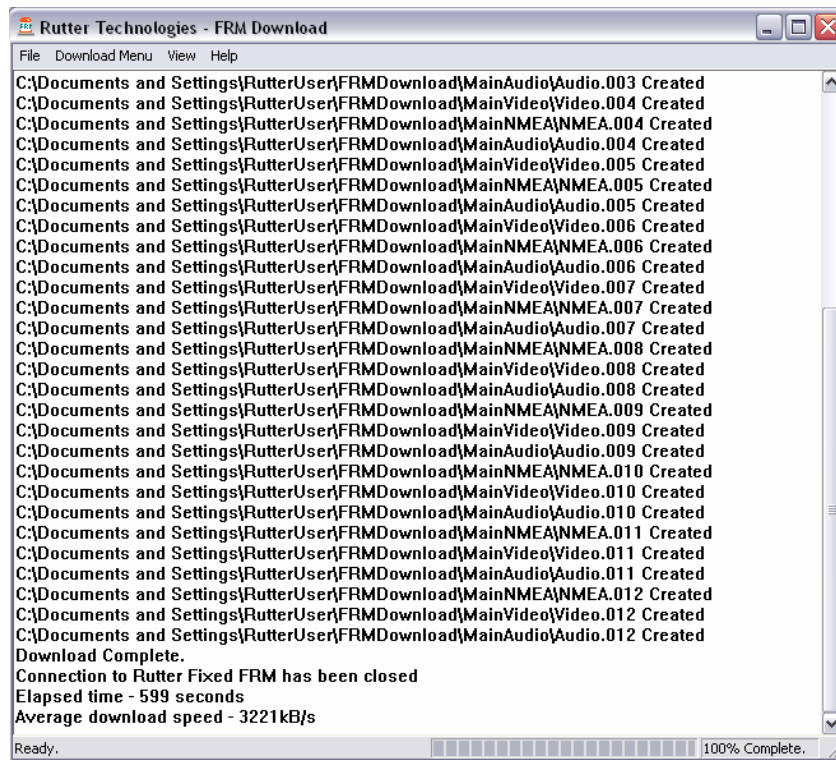 Rutter Technologies - FRM Download
File Download Menu View Help
C:\Documents and Settings\RutterUser\FRMDownload\MainAudio\Audio.003 Created
C:\Documents and Settings\RutterUser\FRMDownload\MainVideo\Video.004 Created
C:\Documents and Settings\RutterUser\FRMDownload\MainNMEA\NMEA.004 Created
C:\Documents and Settings\RutterUser\FRMDownload\MainAudio\Audio.004 Created
C:\Documents and Settings\RutterUser\FRMDownload\MainVideo\Video.005 Created
C:\Documents and Settings\RutterUser\FRMDownload\MainNMEA\NMEA.005 Created
C:\Documents and Settings\RutterUser\FRMDownload\MainAudio\Audio.005 Created
C:\Documents and Settings\RutterUser\FRMDownload\MainVideo\Video.006 Created
C:\Documents and Settings\RutterUser\FRMDownload\MainNMEA\NMEA.006 Created
C:\Documents and Settings\RutterUser\FRMDownload\MainAudio\Audio.006 Created
C:\Documents and Settings\RutterUser\FRMDownload\MainVideo\Video.007 Created
C:\Documents and Settings\RutterUser\FRMDownload\MainNMEA\NMEA.007 Created
C:\Documents and Settings\RutterUser\FRMDownload\MainAudio\Audio.007 Created
C:\Documents and Settings\RutterUser\FRMDownload\MainNMEA\NMEA.008 Created
C:\Documents and Settings\RutterUser\FRMDownload\MainVideo\Video.008 Created
C:\Documents and Settings\RutterUser\FRMDownload\MainAudio\Audio.008 Created
C:\Documents and Settings\RutterUser\FRMDownload\MainNMEA\NMEA.009 Created
C:\Documents and Settings\RutterUser\FRMDownload\MainVideo\Video.009 Created
C:\Documents and Settings\RutterUser\FRMDownload\MainAudio\Audio.009 Created
C:\Documents and Settings\RutterUser\FRMDownload\MainNMEA\NMEA.010 Created
C:\Documents and Settings\RutterUser\FRMDownload\MainVideo\Video.010 Created
C:\Documents and Settings\RutterUser\FRMDownload\MainAudio\Audio.010 Created
C:\Documents and Settings\RutterUser\FRMDownload\MainNMEA\NMEA.011 Created
C:\Documents and Settings\RutterUser\FRMDownload\MainVideo\Video.011 Created
C:\Documents and Settings\RutterUser\FRMDownload\MainAudio\Audio.011 Created
C:\Documents and Settings\RutterUser\FRMDownload\MainNMEA\NMEA.012 Created
C:\Documents and Settings\RutterUser\FRMDownload\MainVideo\Video.012 Created
C:\Documents and Settings\RutterUser\FRMDownload\MainAudio\Audio.012 Created
Download Complete.
Connection to Rutter Fixed FRM has been closed
Elapsed time - 599 seconds
Average download speed - 3221kB/s
Ready. 100% Complete.